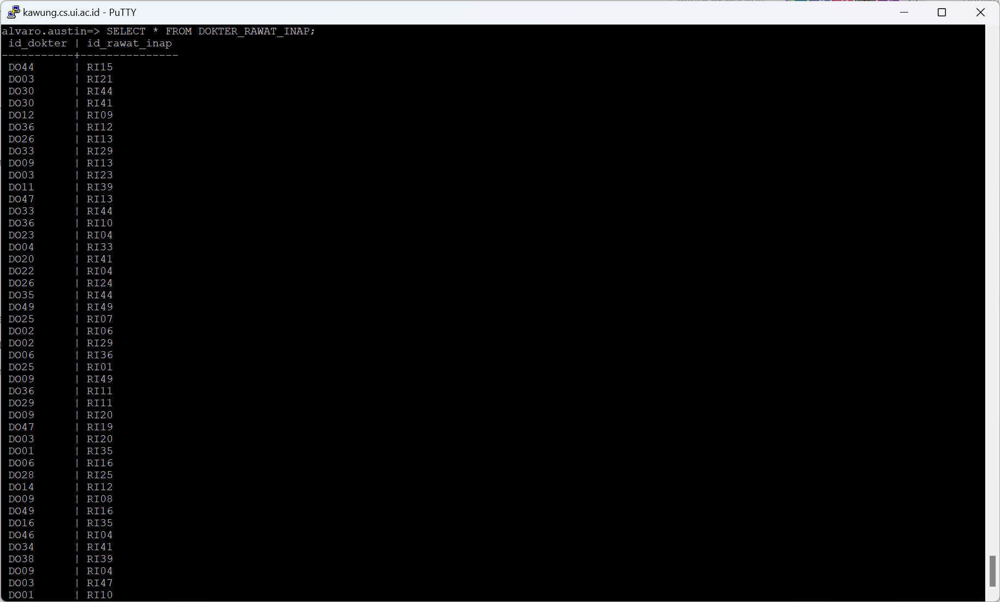 kawung.cs.ui.ac.id - PuTTY
alvaro.austin=> SELECT * FROM DOKTER_RAWAT_INAP;
 id_dokter | id_rawat_inap
-----------+---------------
 DO44      | RI15
 DO03      | RI21
 DO30      | RI44
 DO30      | RI41
 DO12      | RI09
 DO36      | RI12
 DO26      | RI13
 DO33      | RI29
 DO09      | RI13
 DO03      | RI23
 DO11      | RI39
 DO47      | RI13
 DO33      | RI44
 DO36      | RI10
 DO23      | RI04
 DO04      | RI33
 DO20      | RI41
 DO22      | RI04
 DO26      | RI24
 DO35      | RI44
 DO49      | RI49
 DO25      | RI07
 DO02      | RI06
 DO02      | RI29
 DO06      | RI36
 DO25      | RI01
 DO09      | RI49
 DO36      | RI11
 DO29      | RI11
 DO09      | RI20
 DO47      | RI19
 DO03      | RI20
 DO01      | RI35
 DO06      | RI16
 DO28      | RI25
 DO14      | RI12
 DO09      | RI08
 DO49      | RI16
 DO16      | RI35
 DO46      | RI04
 DO34      | RI41
 DO38      | RI39
 DO09      | RI04
 DO03      | RI47
 DO01      | RI10